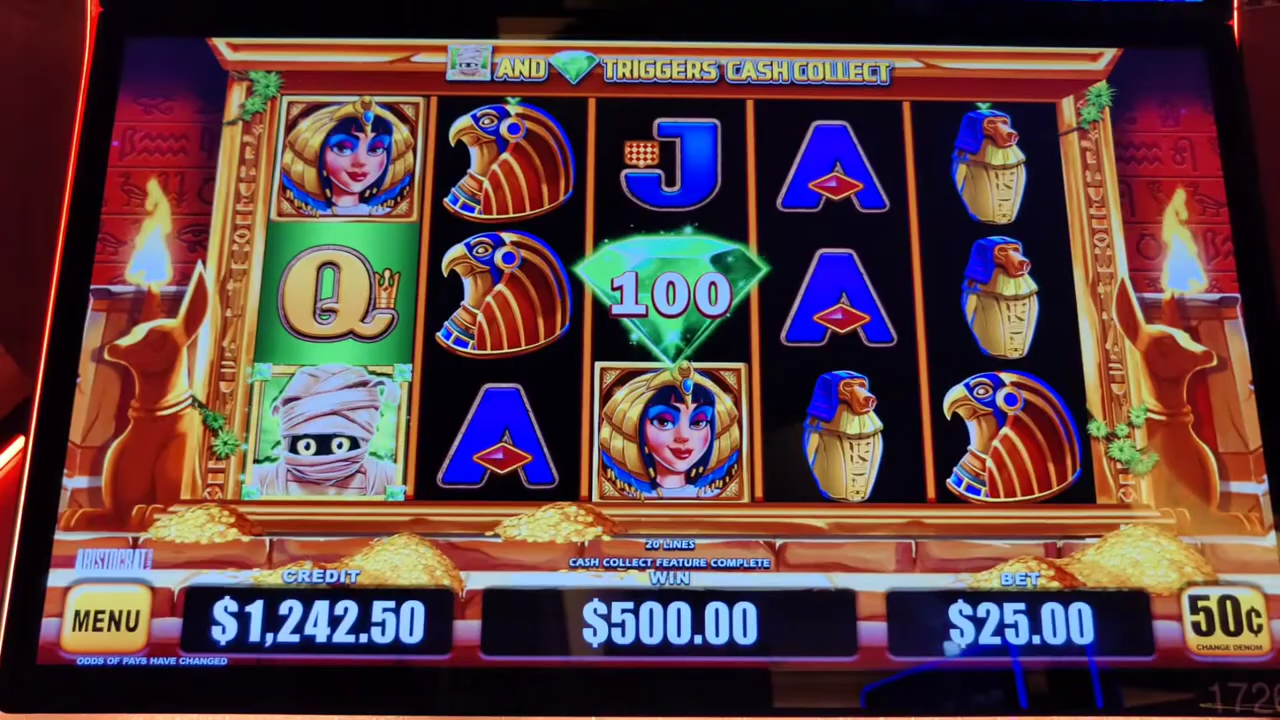 AND TRIGGERS CASH COLLECT
J A
Q 100 A
A
20 LINES
CASH COLLECT FEATURE COMPLETE
ARISTOCRAT
CREDIT WIN BET
MENU $1,242.50 $500.00 $25.00 50¢
CHANGE DENOM
ODDS OF PAYS HAVE CHANGED